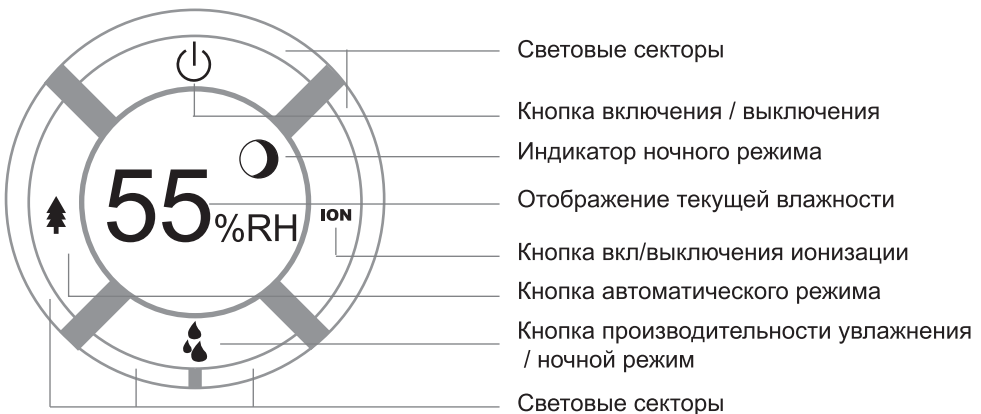 Световые секторы
Кнопка включения / выключения
Индикатор ночного режима
55%RH
Отображение текущей влажности
ION
Кнопка вкл/выключения ионизации
Кнопка автоматического режима
Кнопка производительности увлажнения
/ ночной режим
Световые секторы